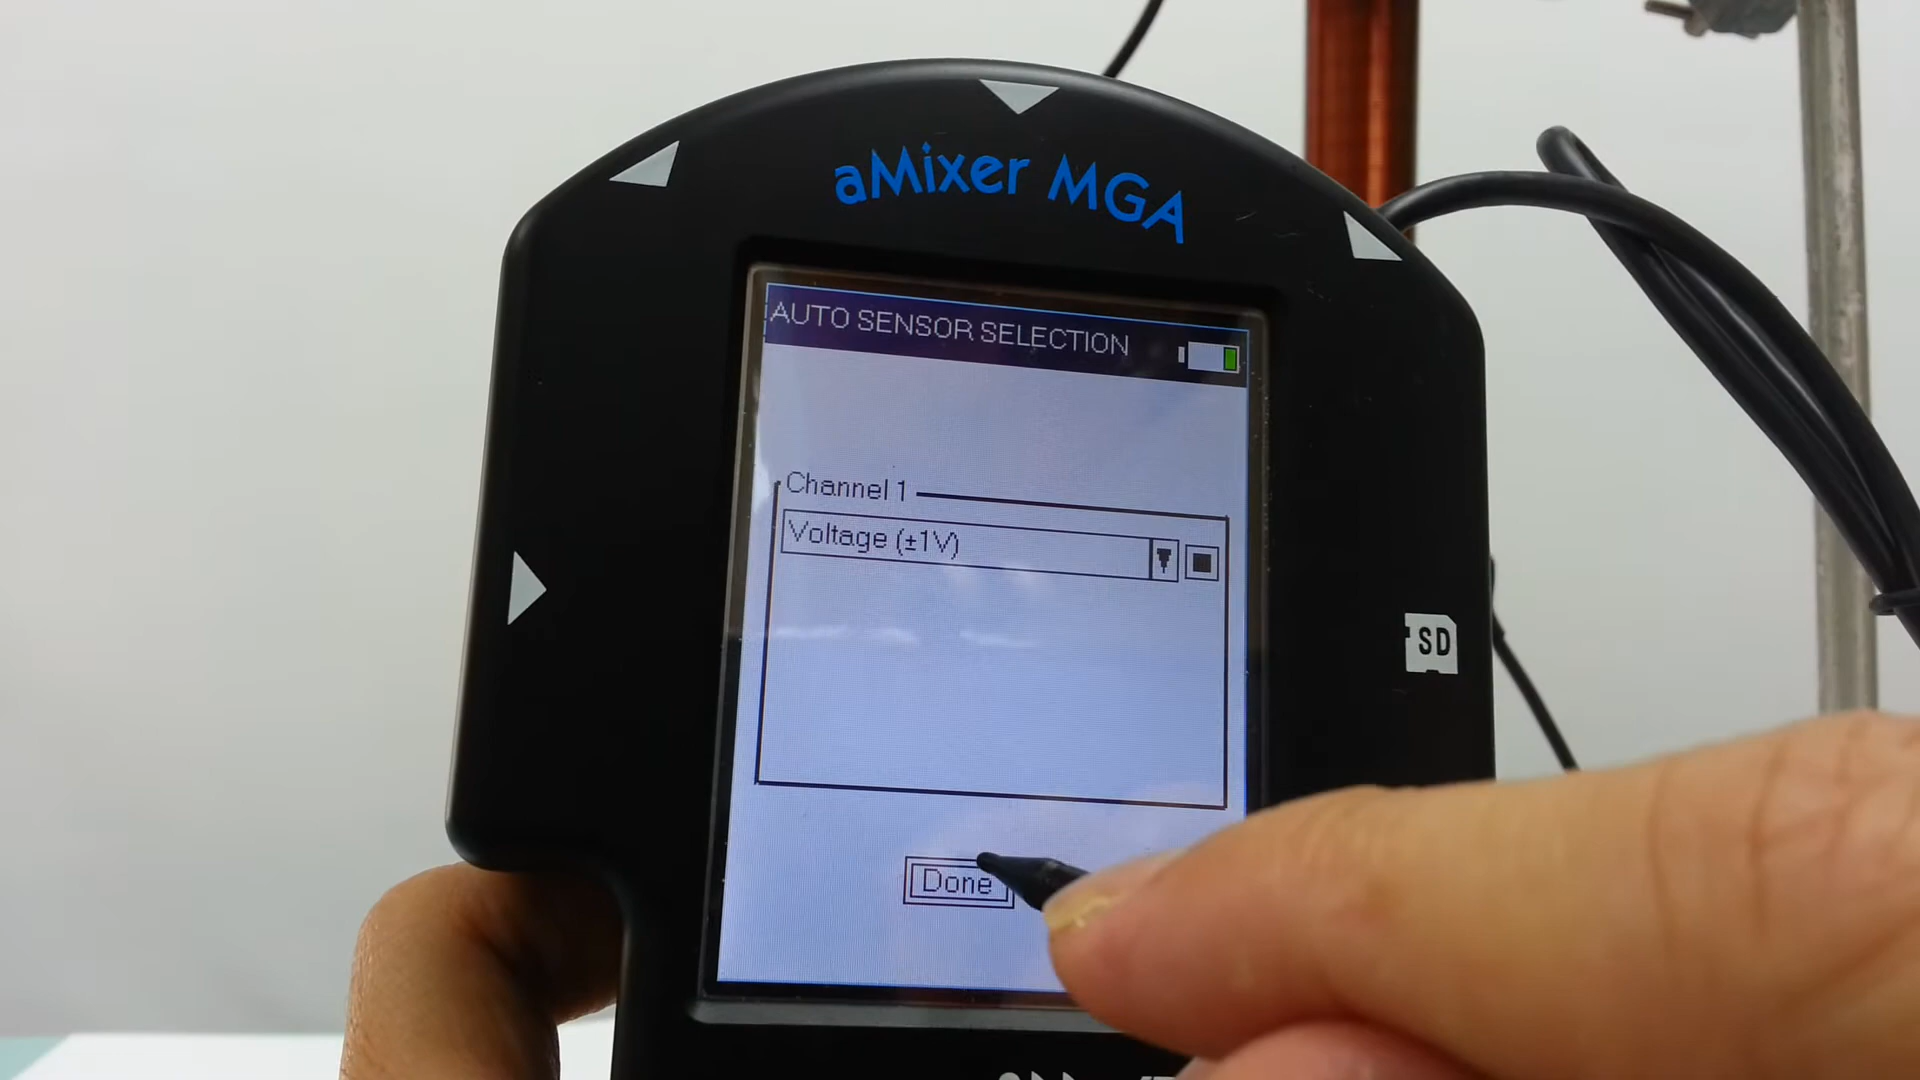 aMixer MGA
AUTO SENSOR SELECTION
Channel 1
Voltage (±1V)
SD
Done